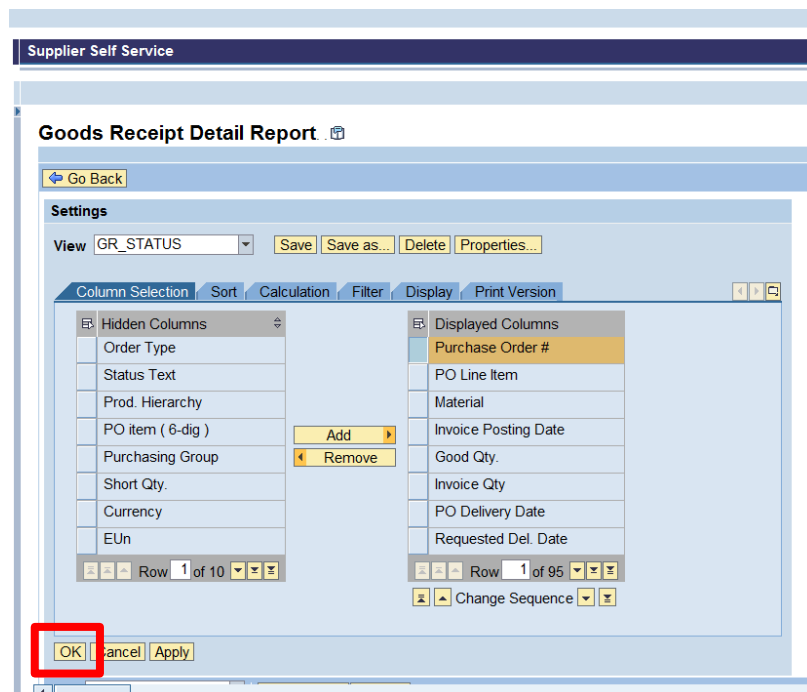 Supplier Self Service
Goods Receipt Detail Report
Go Back
Settings
View GR_STATUS Save Save as... Delete Properties...
Column Selection Sort Calculation Filter Display Print Version
Hidden Columns Displayed Columns
Order Type Purchase Order #
Status Text PO Line Item
Prod. Hierarchy Material
PO item ( 6-dig ) Add Invoice Posting Date
Purchasing Group Remove Good Qty.
Short Qty. Invoice Qty
Currency PO Delivery Date
EUn Requested Del. Date
Row 1 of 10 Row 1 of 95
Change Sequence
OK Cancel Apply